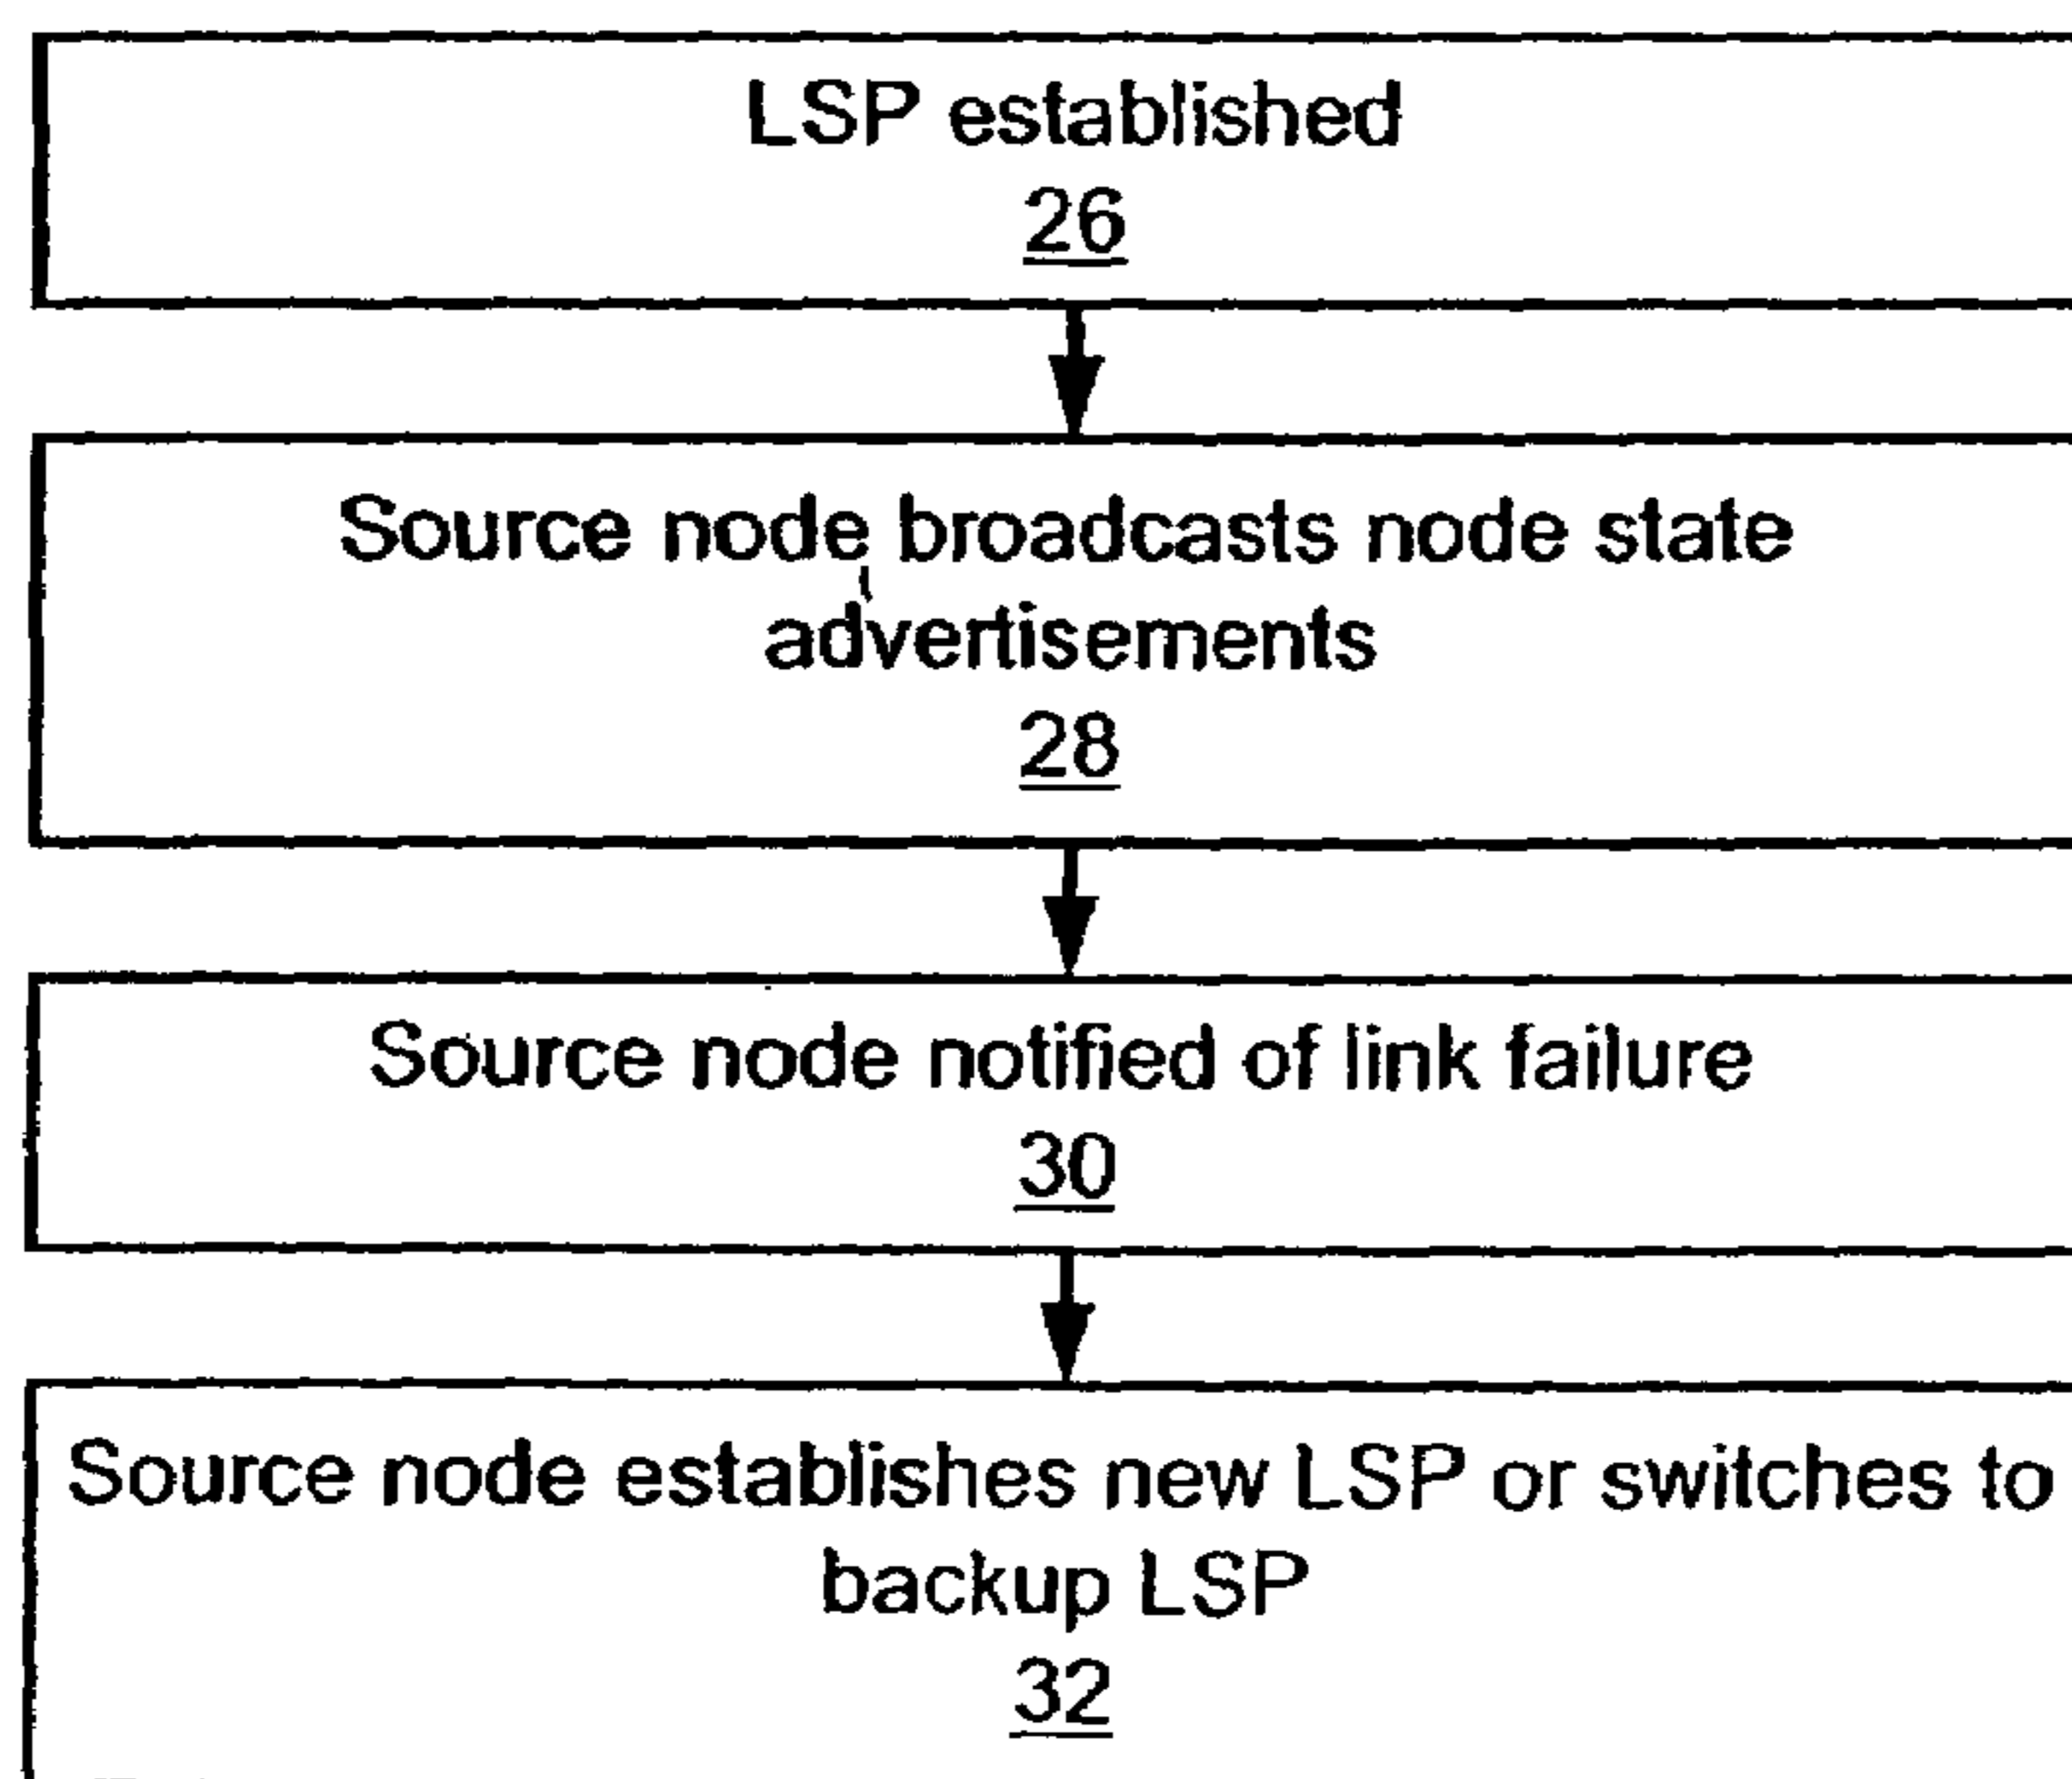 LSP established
26
Source node broadcasts node state
advertisements
28
Source node notified of link failure
30
Source node establishes new LSP or switches to
backup LSP
32